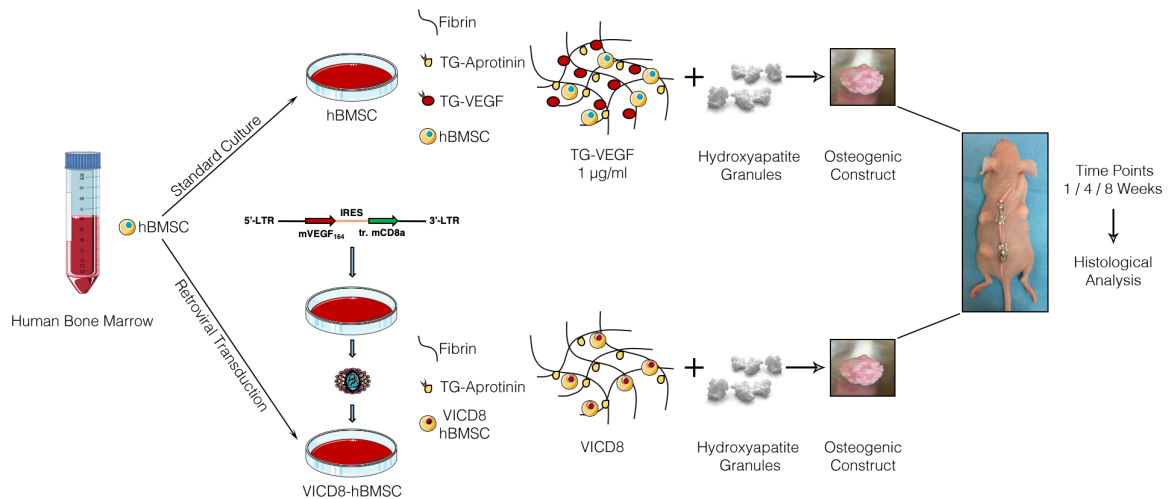 Human Bone Marrow
hBMSC
Standard Culture
Retroviral Transduction
hBMSC
Fibrin
TG-Aprotinin
TG-VEGF
hBMSC
TG-VEGF
1 µg/ml
Hydroxyapatite
Granules
Osteogenic
Construct
5'-LTR IRES 3'-LTR
mVEGF164 tr. mCD8a
VICD8-hBMSC
Fibrin
TG-Aprotinin
VICD8
hBMSC
VICD8
Hydroxyapatite
Granules
Osteogenic
Construct
Time Points
1 / 4 / 8 Weeks
Histological
Analysis